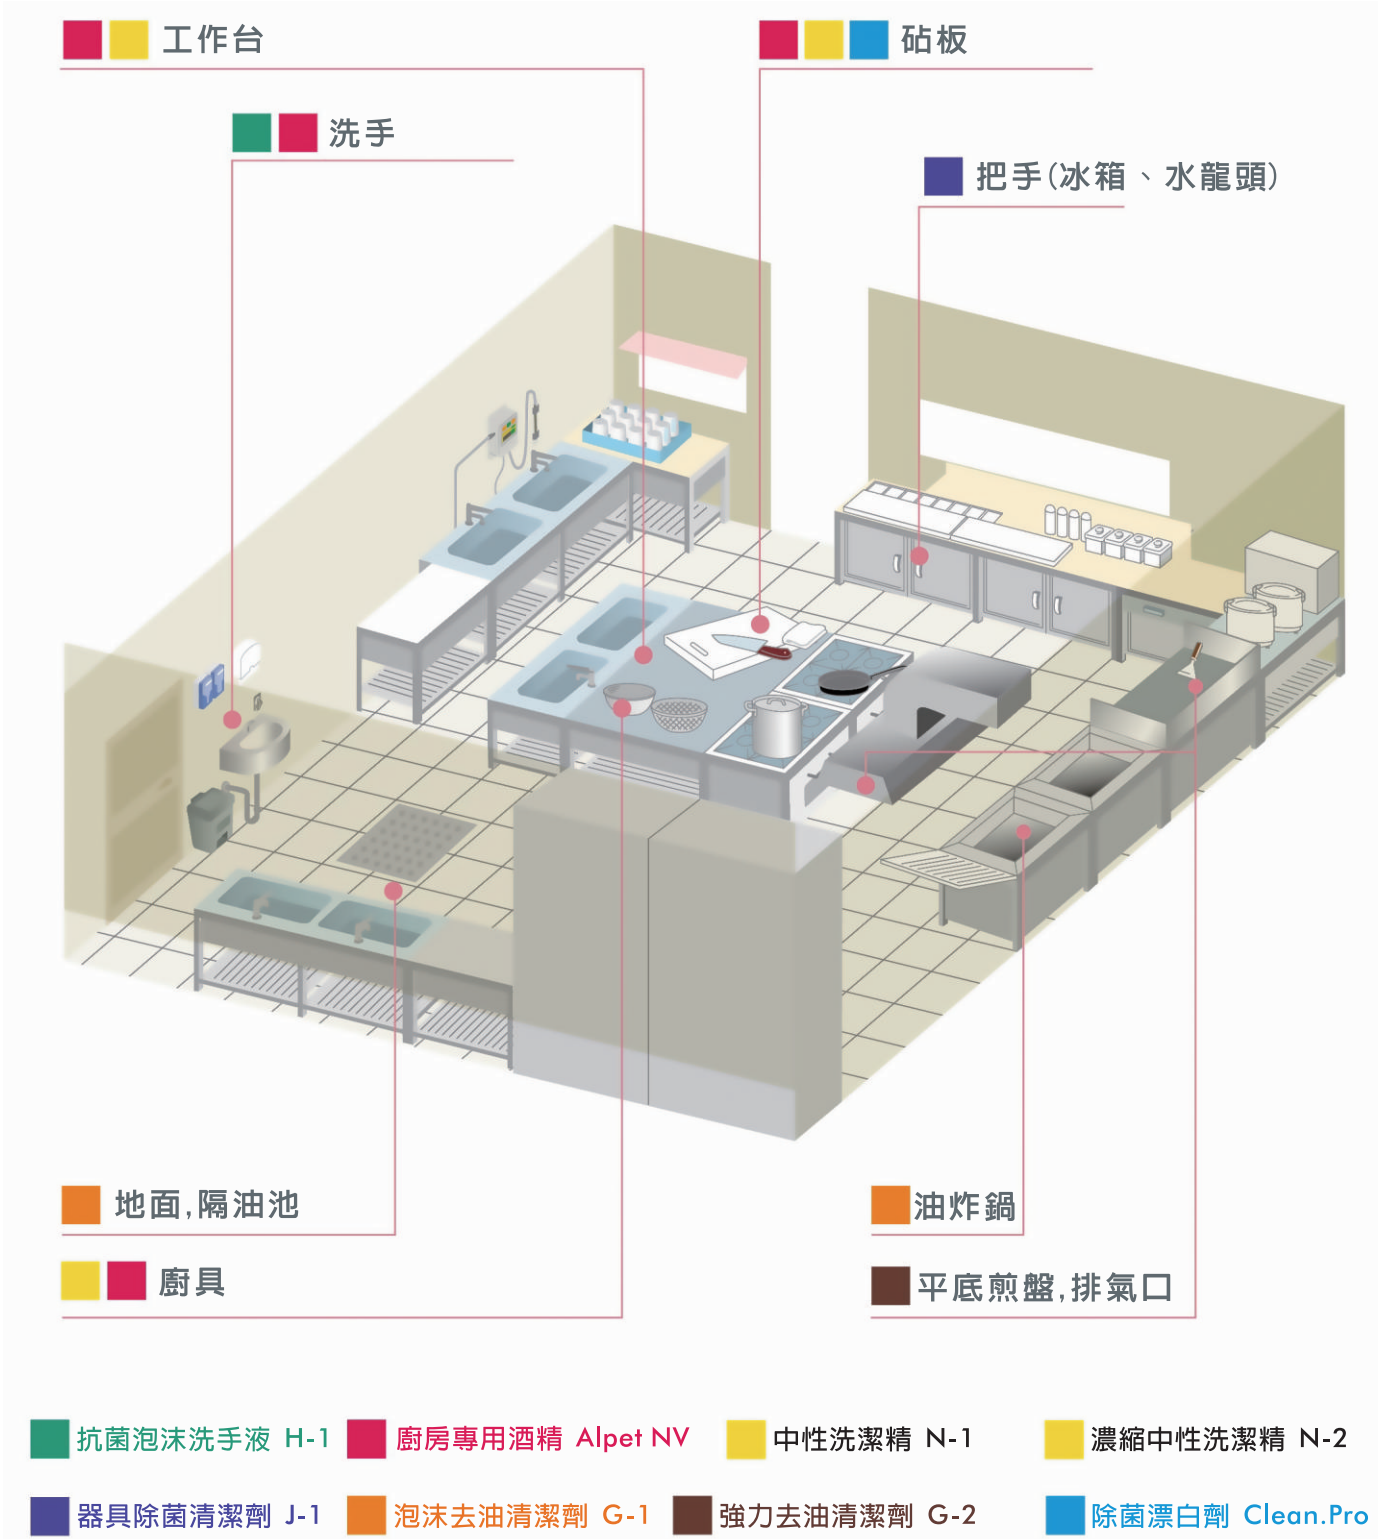 工作台
砧板
洗手
把手(冰箱、水龍頭)
地面,隔油池
油炸鍋
廚具
平底煎盤,排氣口
抗菌泡沫洗手液 H-1
廚房專用酒精 Alpet NV
中性洗潔精 N-1
濃縮中性洗潔精 N-2
器具除菌清潔劑 J-1
泡沫去油清潔劑 G-1
強力去油清潔劑 G-2
除菌漂白劑 Clean.Pro